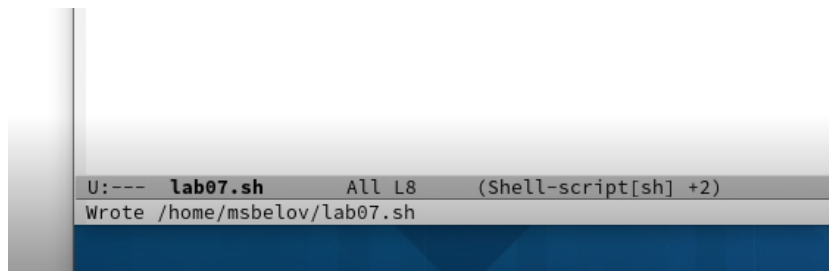 U:--- lab07.sh All L8 (Shell-script[sh] +2)
Wrote /home/msbelov/lab07.sh